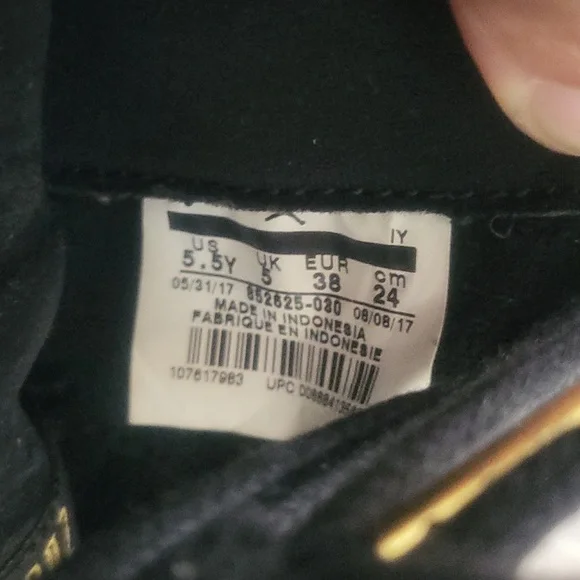 IY
US UK EUR cm
5.5Y 5 38 24
05/31/17 852625-030 08/08/17
MADE IN INDONESIA
FABRIQUE EN INDONESIE
107617983 UPC